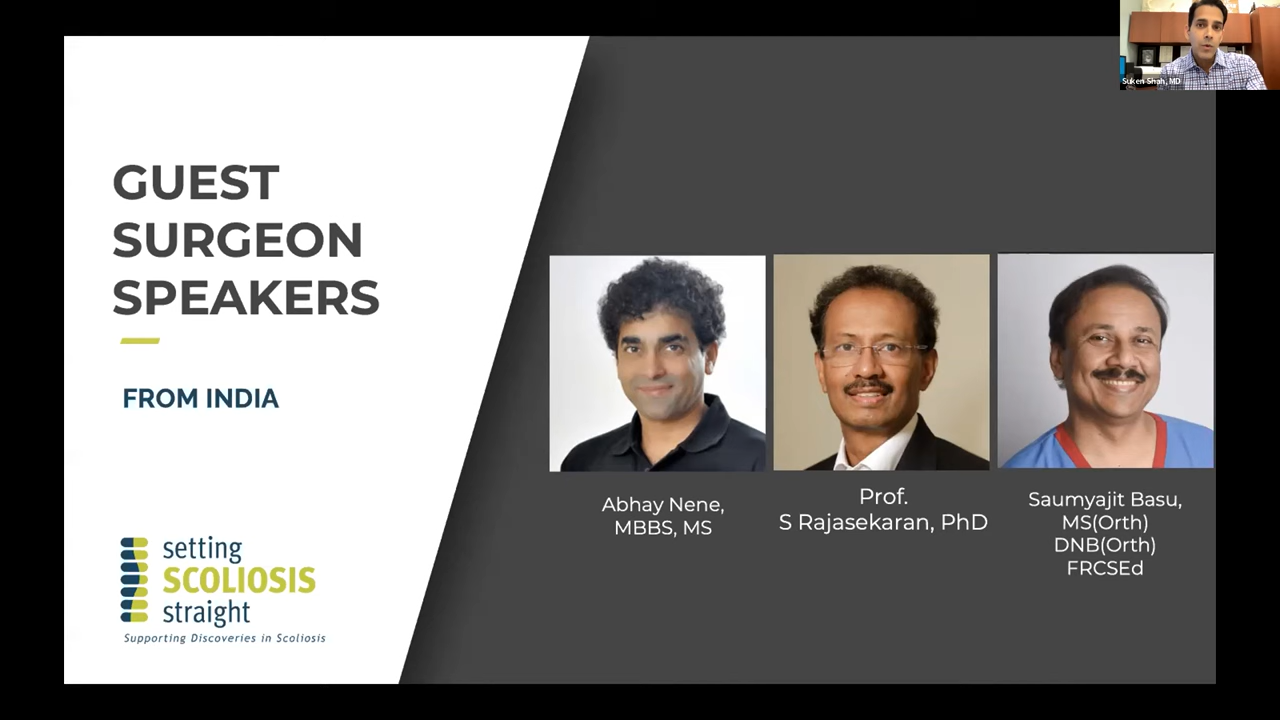 Suken Shah, MD
GUEST
SURGEON
SPEAKERS
FROM INDIA
Abhay Nene,
MBBS, MS
Prof.
S Rajasekaran, PhD
Saumyajit Basu,
MS(Orth)
DNB(Orth)
FRCSEd
setting
SCOLIOSIS
straight
Supporting Discoveries in Scoliosis